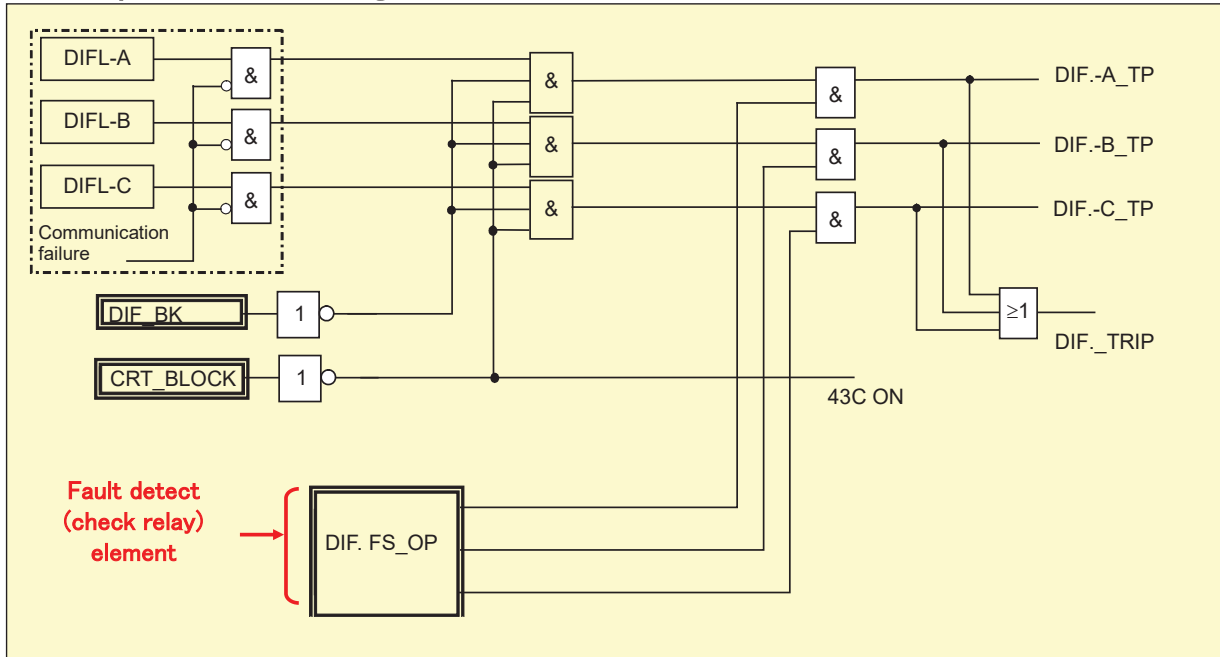 DIFL-A
&
&
&
DIF.-A_TP
DIFL-B
&
&
&
DIF.-B_TP
DIFL-C
&
&
&
DIF.-C_TP
Communication
failure
DIF_BK
1
≥1
DIF._TRIP
CRT_BLOCK
1
43C ON
Fault detect
(check relay)
element
DIF. FS_OP